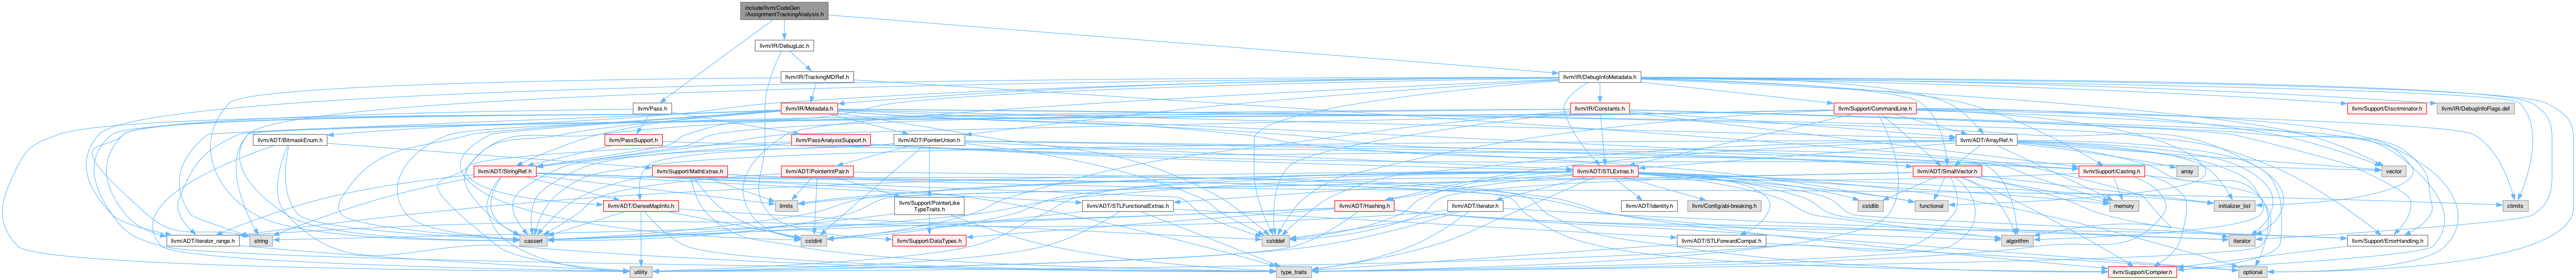 include/llvm/CodeGen
/AssignmentTrackingAnalysis.h
llvm/IR/DebugLoc.h
llvm/IR/TrackingMDRef.h
llvm/IR/DebugInfoMetadata.h
llvm/Pass.h
llvm/IR/Metadata.h
llvm/IR/Constants.h
llvm/Support/CommandLine.h
llvm/Support/Discriminator.h
llvm/IR/DebugInfoFlags.def
llvm/ADT/BitmaskEnum.h
llvm/PassSupport.h
llvm/PassAnalysisSupport.h
llvm/ADT/PointerUnion.h
llvm/ADT/ArrayRef.h
llvm/ADT/StringRef.h
llvm/Support/MathExtras.h
llvm/ADT/PointerIntPair.h
llvm/ADT/STLExtras.h
llvm/ADT/SmallVector.h
llvm/Support/Casting.h
array
vector
llvm/ADT/DenseMapInfo.h
limits
llvm/ADT/STLFunctionalExtras.h
llvm/Support/PointerLike
TypeTraits.h
llvm/ADT/Hashing.h
llvm/ADT/iterator.h
llvm/ADT/identity.h
llvm/Config/abi-breaking.h
cstdlib
functional
memory
initializer_list
climits
llvm/ADT/iterator_range.h
string
cassert
cstdint
llvm/Support/DataTypes.h
cstddef
llvm/ADT/STLForwardCompat.h
algorithm
iterator
llvm/Support/ErrorHandling.h
utility
type_traits
llvm/Support/Compiler.h
optional